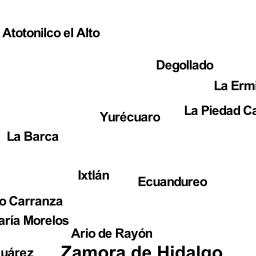 Atotonilco el Alto
Degollado
La Ermi
La Piedad Ca
Yurécuaro
La Barca
Ixtlán
Ecuandureo
o Carranza
aría Morelos
Ario de Rayón
uárez
Zamora de Hidalgo